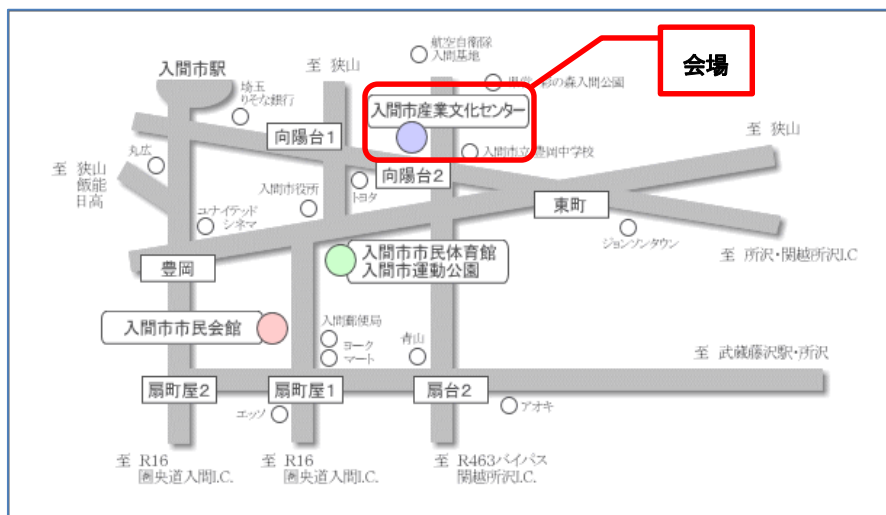 航空自衛隊
入間基地
会場
入間市駅
至 狭山
埼玉
りそな銀行
彩の森入間公園
入間市産業文化センター
向陽台1
至 狭山
丸広
入間市立豊岡中学校
至 狭山
飯能
日高
向陽台2
入間市役所
トヨタ
東町
ユナイテッド
シネマ
ジョンソンタウン
入間市市民体育館
入間市運動公園
至 所沢・関越所沢I.C
豊岡
入間市市民会館
入間郵便局
ヨーク
マート
青山
至 武蔵藤沢駅・所沢
扇町屋2
扇町屋1
扇台2
エッソ
アオキ
至 R16
圏央道入間I.C.
至 R16
圏央道入間I.C.
至 R463バイパス
関越所沢I.C.